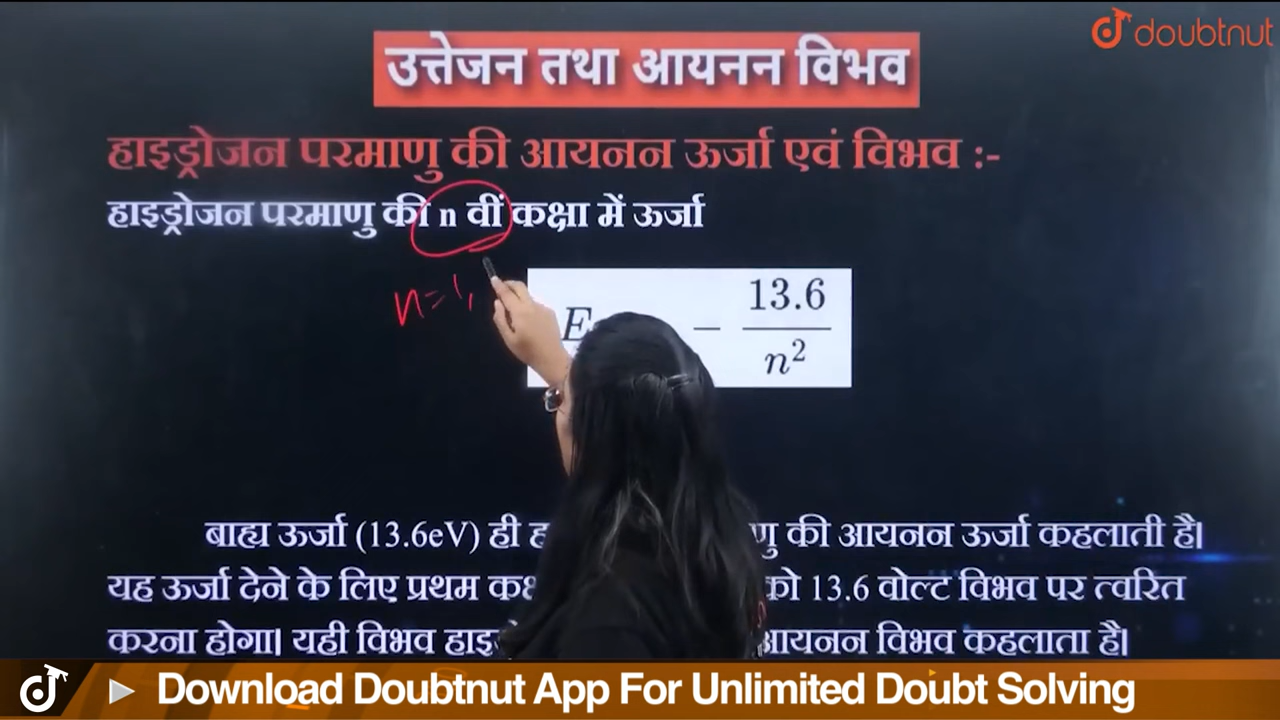 doubtnut
उत्तेजन तथा आयनन विभव
हाइड्रोजन परमाणु की आयनन ऊर्जा एवं विभव :-
हाइड्रोजन परमाणु की n वीं कक्षा में ऊर्जा
n=1,
E - 13.6
n²
बाह्य ऊर्जा (13.6eV) ही की आयनन ऊर्जा कहलाती है।
यह ऊर्जा देने के लिए प्रथम को 13.6 वोल्ट विभव पर त्वरित
करना होगा। यही विभव आयनन विभव कहलाता है।
Download Doubtnut App For Unlimited Doubt Solving